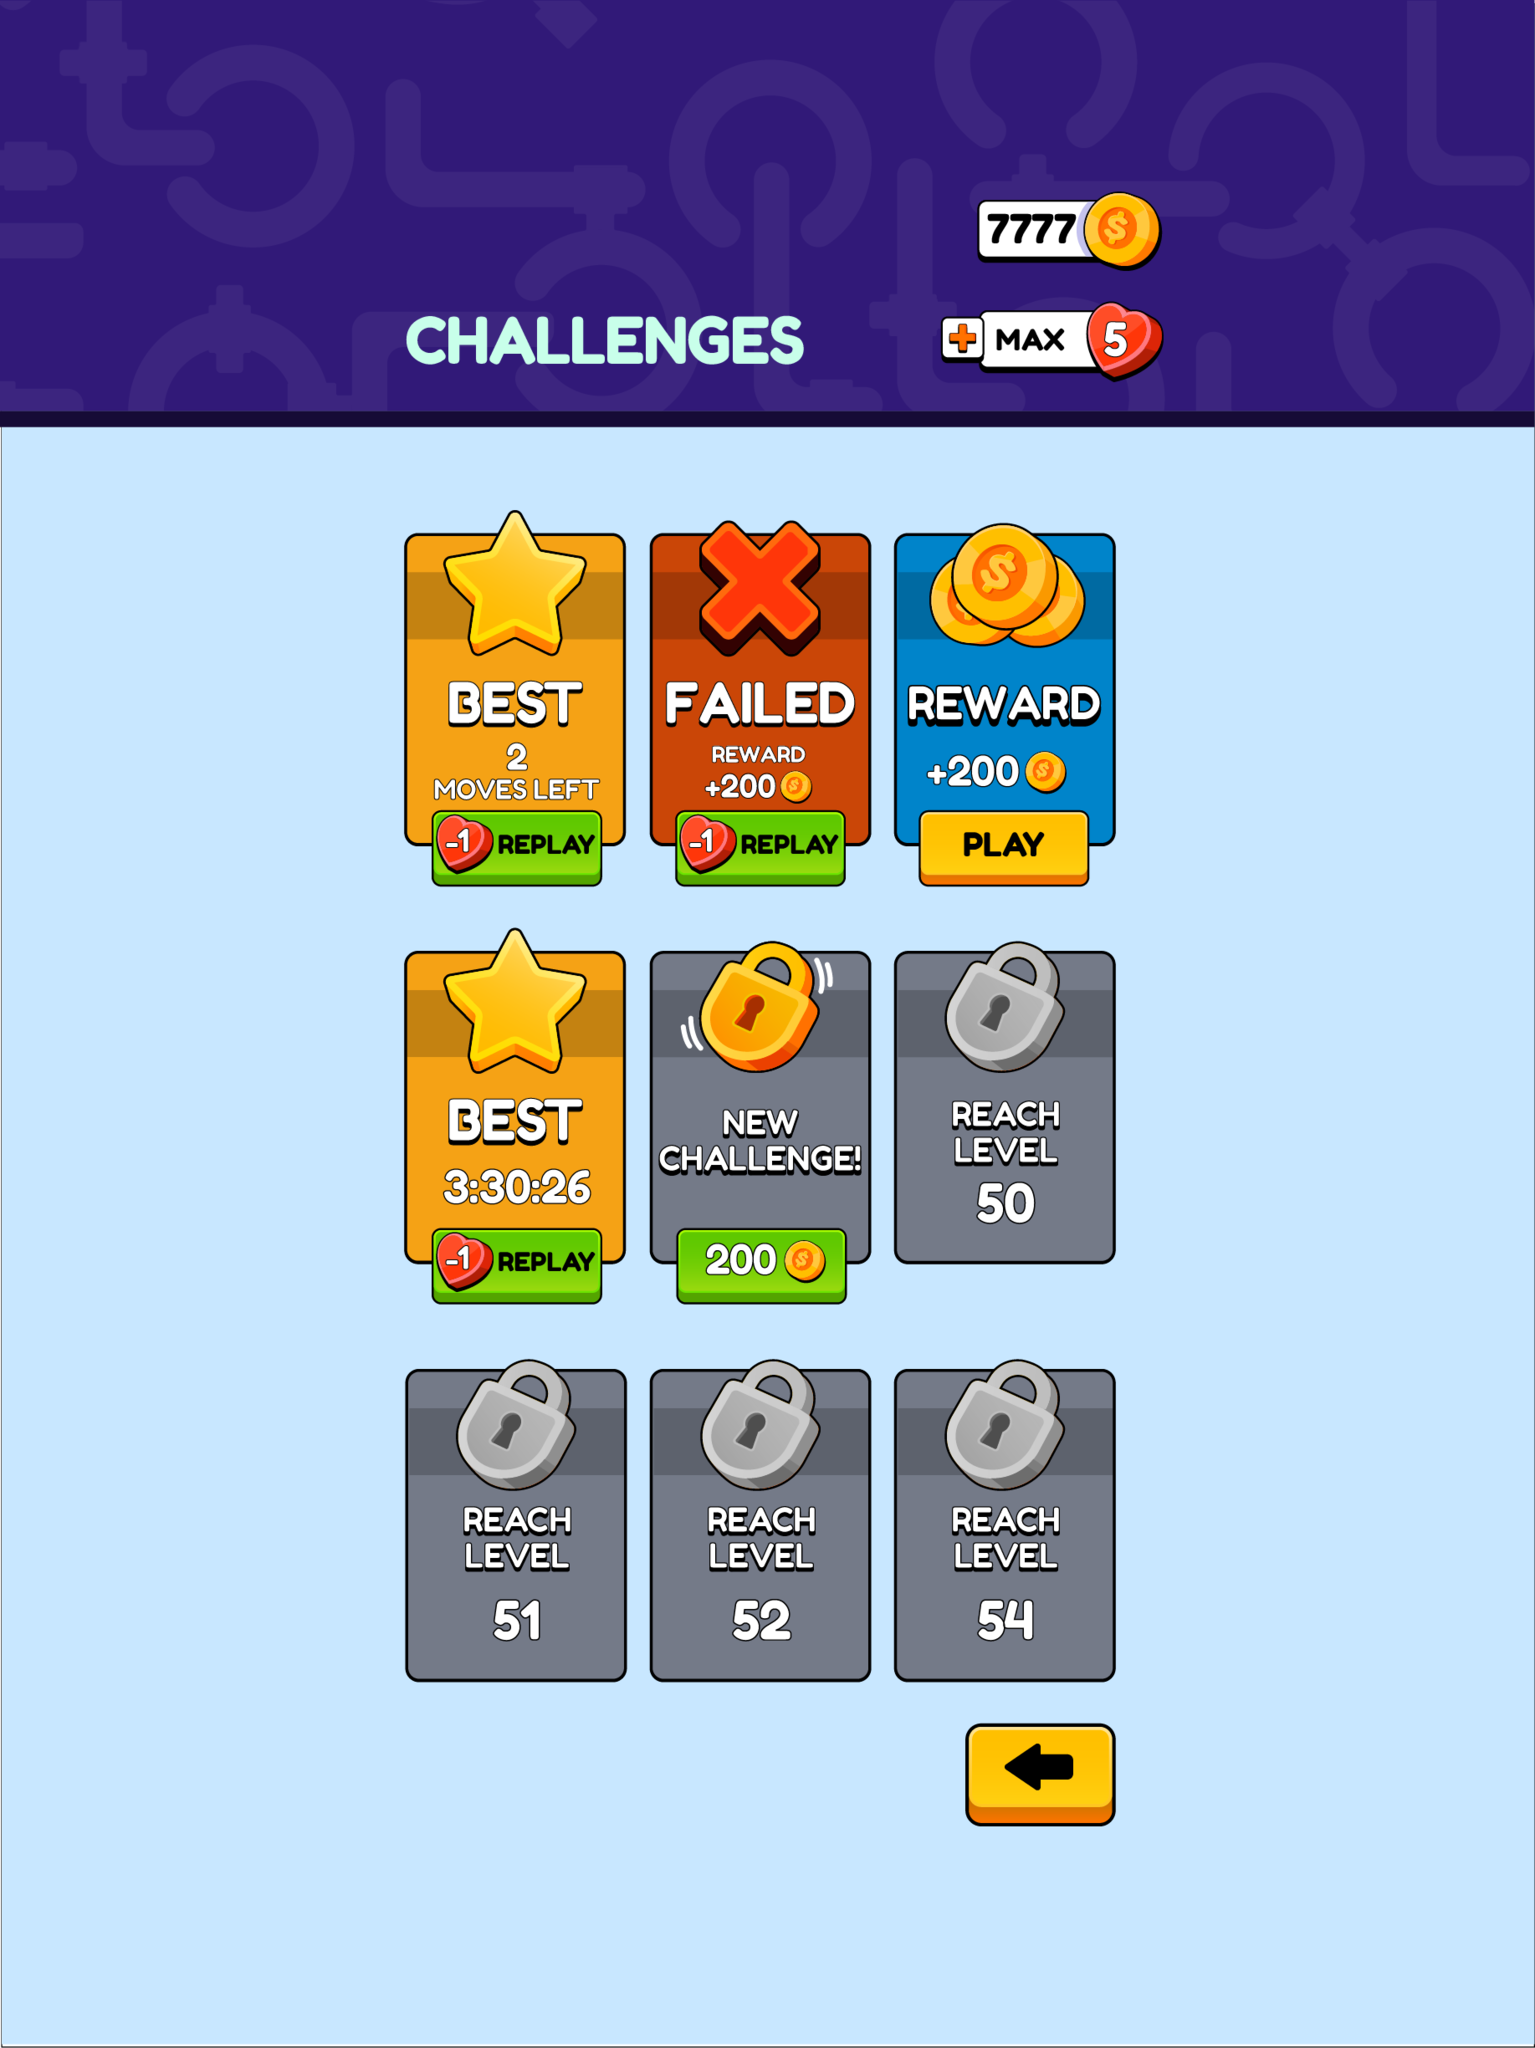 7777
CHALLENGES
MAX 5
BEST
2
MOVES LEFT
-1 REPLAY
FAILED
REWARD
+200
-1 REPLAY
REWARD
+200
PLAY
BEST
3:30:26
-1 REPLAY
NEW
CHALLENGE!
200
REACH
LEVEL
50
REACH
LEVEL
51
REACH
LEVEL
52
REACH
LEVEL
54